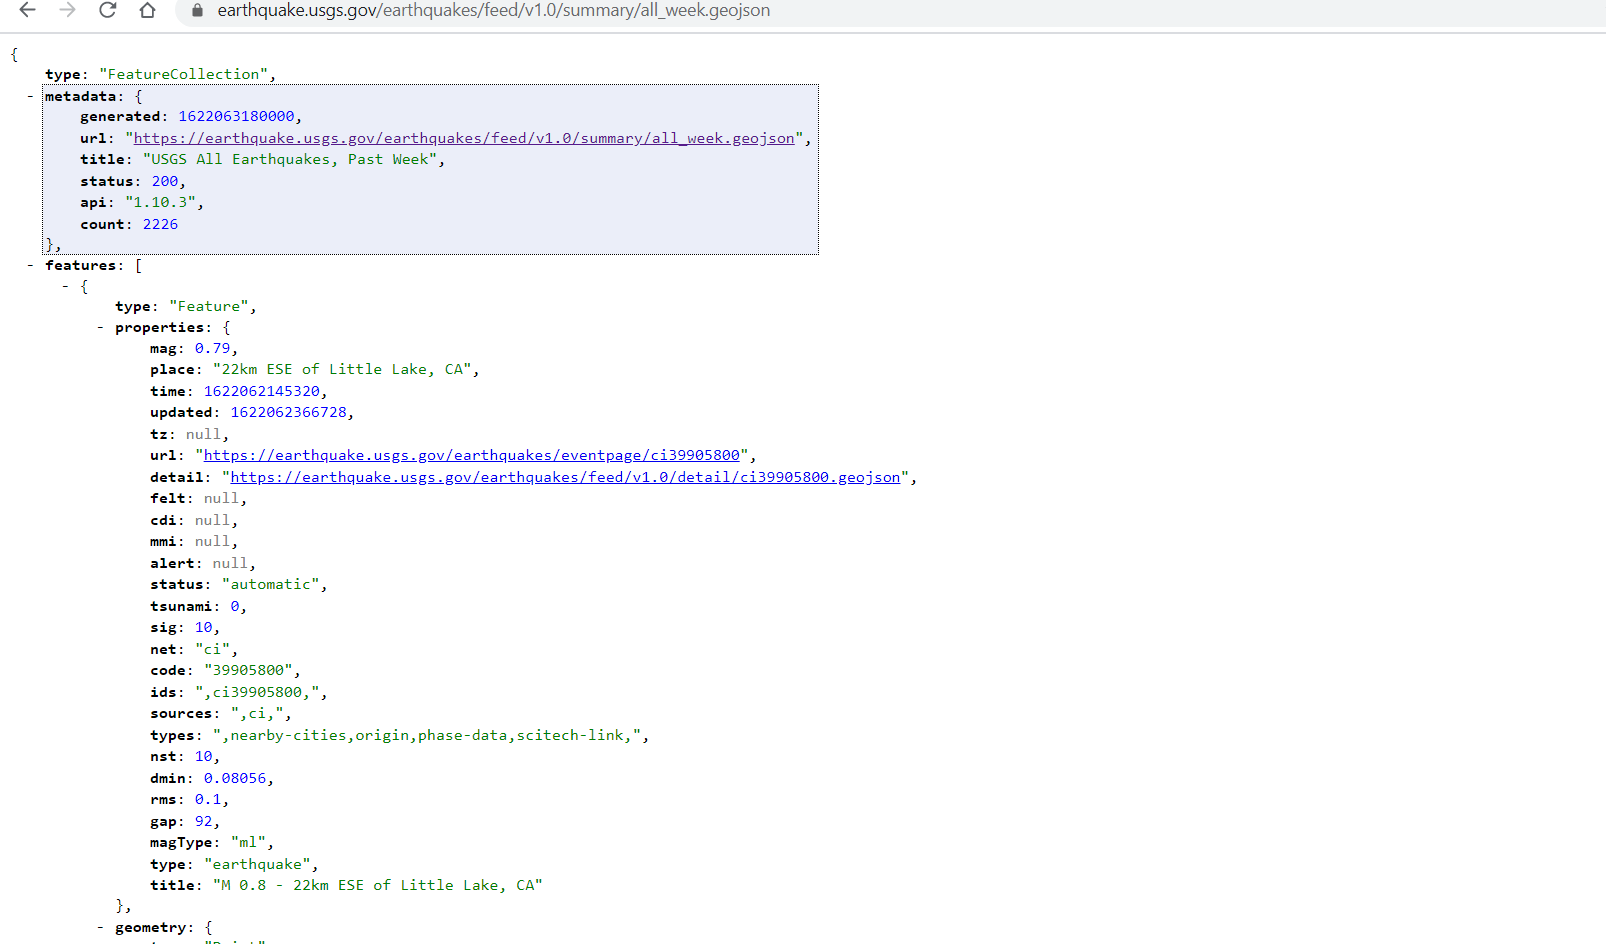 earthquake.usgs.gov/earthquakes/feed/v1.0/summary/all_week.geojson
{
type: "FeatureCollection",
- metadata: {
generated: 1622063180000,
url: "https://earthquake.usgs.gov/earthquakes/feed/v1.0/summary/all_week.geojson",
title: "USGS All Earthquakes, Past Week",
status: 200,
api: "1.10.3",
count: 2226
},
- features: [
- {
type: "Feature",
- properties: {
mag: 0.79,
place: "22km ESE of Little Lake, CA",
time: 1622062145320,
updated: 1622062366728,
tz: null,
url: "https://earthquake.usgs.gov/earthquakes/eventpage/ci39905800",
detail: "https://earthquake.usgs.gov/earthquakes/feed/v1.0/detail/ci39905800.geojson",
felt: null,
cdi: null,
mmi: null,
alert: null,
status: "automatic",
tsunami: 0,
sig: 10,
net: "ci",
code: "39905800",
ids: ",ci39905800,",
sources: ",ci,",
types: ",nearby-cities,origin,phase-data,scitech-link,",
nst: 10,
dmin: 0.08056,
rms: 0.1,
gap: 92,
magType: "ml",
type: "earthquake",
title: "M 0.8 - 22km ESE of Little Lake, CA"
},
- geometry: {